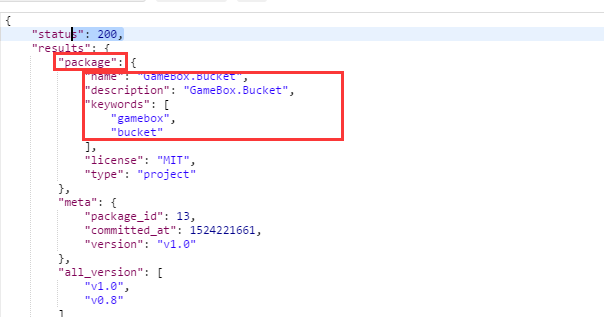 {
"status": 200,
"results": {
"package": {
"name": "GameBox.Bucket",
"description": "GameBox.Bucket",
"keywords": [
"gamebox",
"bucket"
],
"license": "MIT",
"type": "project"
},
"meta": {
"package_id": 13,
"committed_at": 1524221661,
"version": "v1.0"
},
"all_version": [
"v1.0",
"v0.8"
]